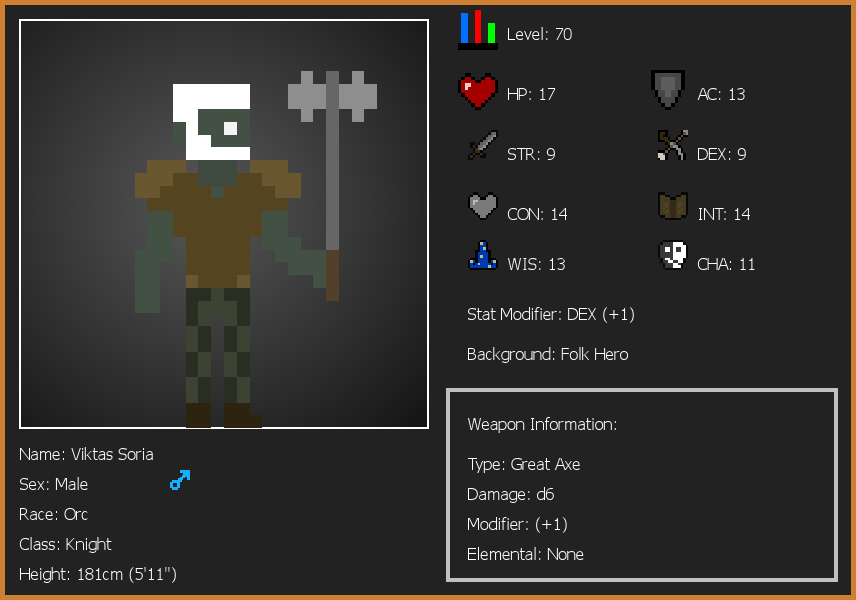 Level: 70
HP: 17
AC: 13
STR: 9
DEX: 9
CON: 14
INT: 14
WIS: 13
CHA: 11
Stat Modifier: DEX (+1)
Background: Folk Hero
Weapon Information:
Type: Great Axe
Damage: d6
Modifier: (+1)
Elemental: None
Name: Viktas Soria
Sex: Male
Race: Orc
Class: Knight
Height: 181cm (5'11")